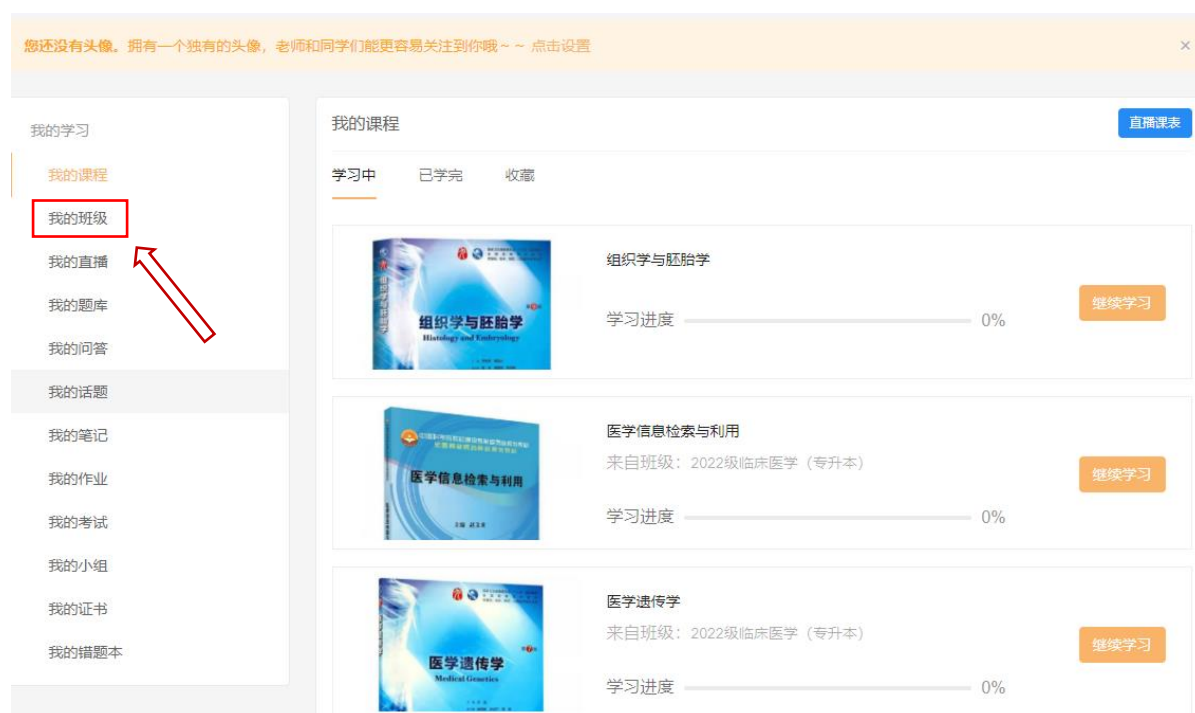 您还没有头像。拥有一个独有的头像，老师和同学们能更容易关注到你哦~ ~ 点击设置 ×
我的学习
我的课程
我的班级
我的直播
我的题库
我的问答
我的话题
我的笔记
我的作业
我的考试
我的小组
我的证书
我的错题本
我的课程 直播课表
学习中 已学完 收藏
组织学与胚胎学
组织学与胚胎学
Histology and Embryology
组织学与胚胎学
学习进度 0%
继续学习
医学信息检索与利用
医学信息检索与利用
来自班级：2022级临床医学（专升本）
学习进度 0%
继续学习
医学遗传学
Medical Genetics
医学遗传学
来自班级：2022级临床医学（专升本）
学习进度 0%
继续学习